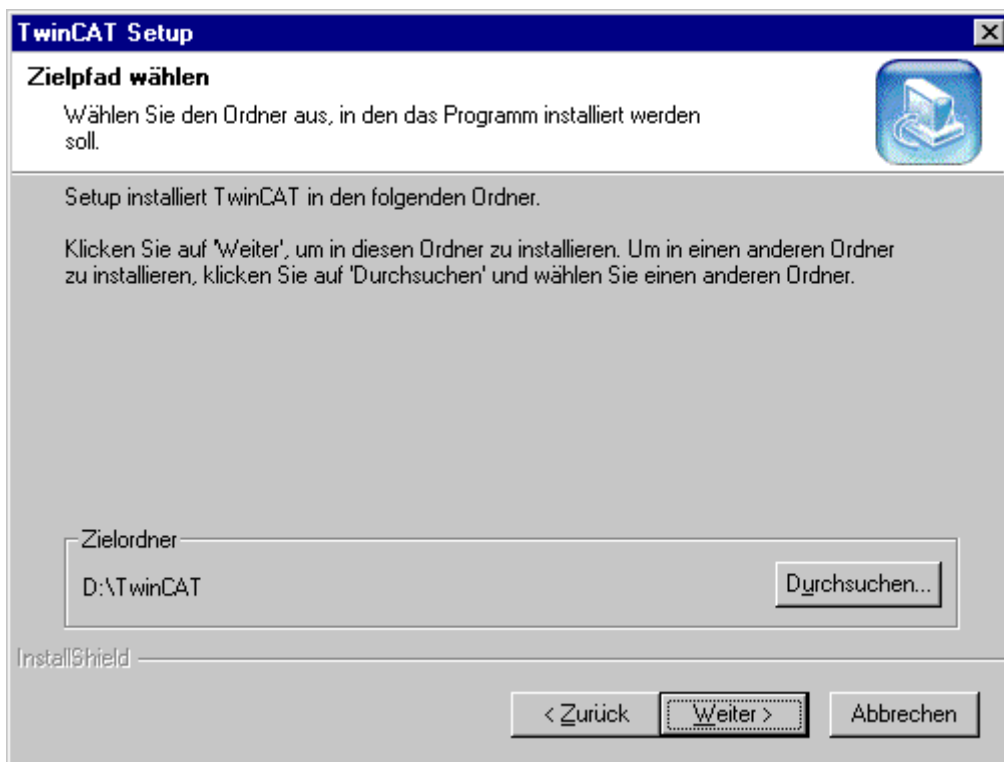 TwinCAT Setup
Zielpfad wählen
Wählen Sie den Ordner aus, in den das Programm installiert werden
soll.
Setup installiert TwinCAT in den folgenden Ordner.
Klicken Sie auf 'Weiter', um in diesen Ordner zu installieren. Um in einen anderen Ordner
zu installieren, klicken Sie auf 'Durchsuchen' und wählen Sie einen anderen Ordner.
Zielordner
D:\TwinCAT
Durchsuchen...
InstallShield
< Zurück
Weiter >
Abbrechen